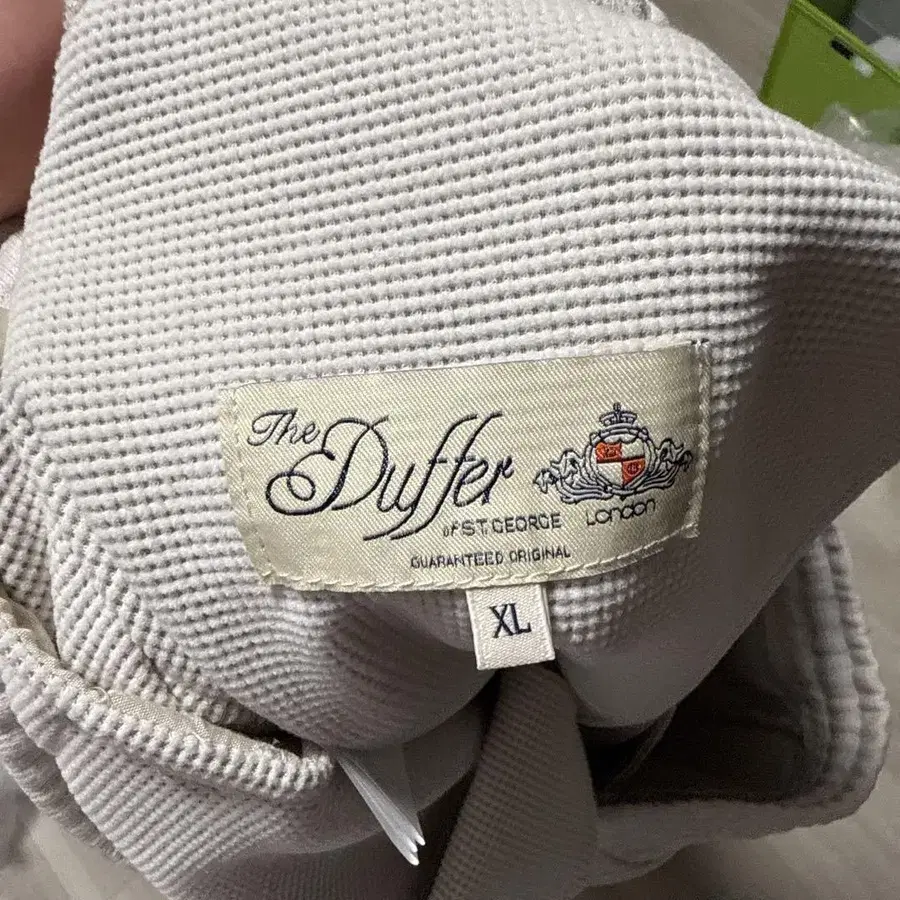 The Duffer
of ST. GEORGE London
GUARANTEED ORIGINAL
XL